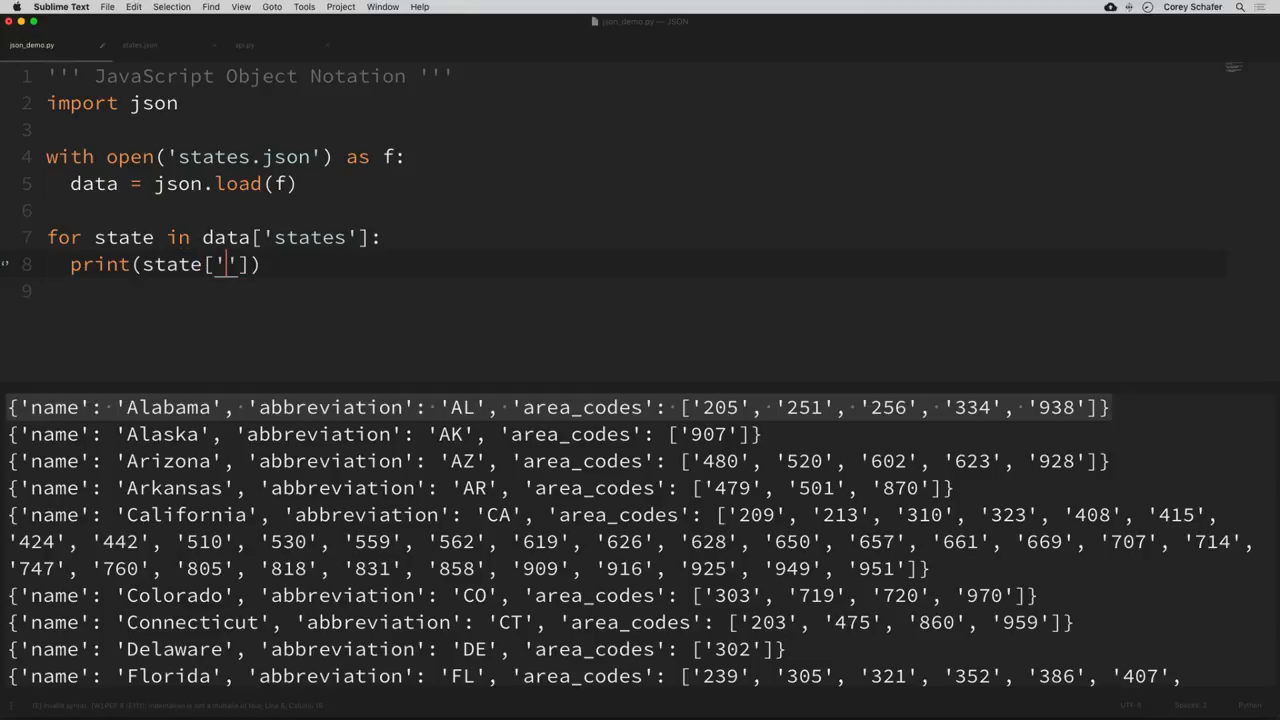 Sublime Text File Edit Selection Find View Goto Tools Project Window Help Corey Schafer
json_demo.py — JSON
json_demo.py states.json api.py
1 ''' JavaScript Object Notation '''
2 import json
3
4 with open('states.json') as f:
5 data = json.load(f)
6
7 for state in data['states']:
8 print(state[''])
9
{'name': 'Alabama', 'abbreviation': 'AL', 'area_codes': ['205', '251', '256', '334', '938']}
{'name': 'Alaska', 'abbreviation': 'AK', 'area_codes': ['907']}
{'name': 'Arizona', 'abbreviation': 'AZ', 'area_codes': ['480', '520', '602', '623', '928']}
{'name': 'Arkansas', 'abbreviation': 'AR', 'area_codes': ['479', '501', '870']}
{'name': 'California', 'abbreviation': 'CA', 'area_codes': ['209', '213', '310', '323', '408', '415',
'424', '442', '510', '530', '559', '562', '619', '626', '628', '650', '657', '661', '669', '707', '714',
'747', '760', '805', '818', '831', '858', '909', '916', '925', '949', '951']}
{'name': 'Colorado', 'abbreviation': 'CO', 'area_codes': ['303', '719', '720', '970']}
{'name': 'Connecticut', 'abbreviation': 'CT', 'area_codes': ['203', '475', '860', '959']}
{'name': 'Delaware', 'abbreviation': 'DE', 'area_codes': ['302']}
{'name': 'Florida', 'abbreviation': 'FL', 'area_codes': ['239', '305', '321', '352', '386', '407',
UTF-8 Spaces: 2 Python